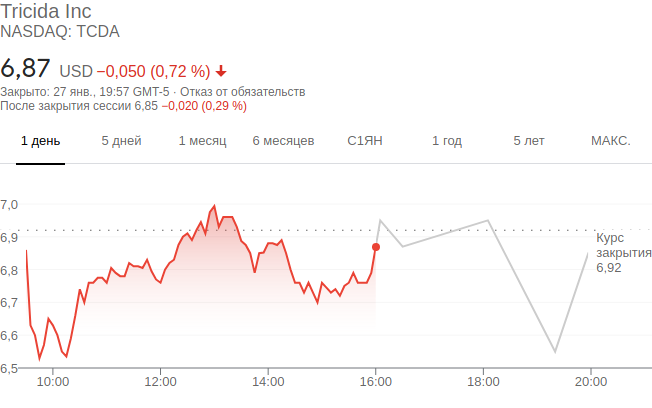 Tricida Inc
NASDAQ: TCDA
6,87 USD −0,050 (0,72 %)
Закрыто: 27 янв., 19:57 GMT-5 · Отказ от обязательств
После закрытия сессии 6,85 −0,020 (0,29 %)
1 день 5 дней 1 месяц 6 месяцев С1ЯН 1 год 5 лет МАКС.
7,0
6,9
6,8
6,7
6,6
6,5
Курс
закрытия
6,92
10:00 12:00 14:00 16:00 18:00 20:00